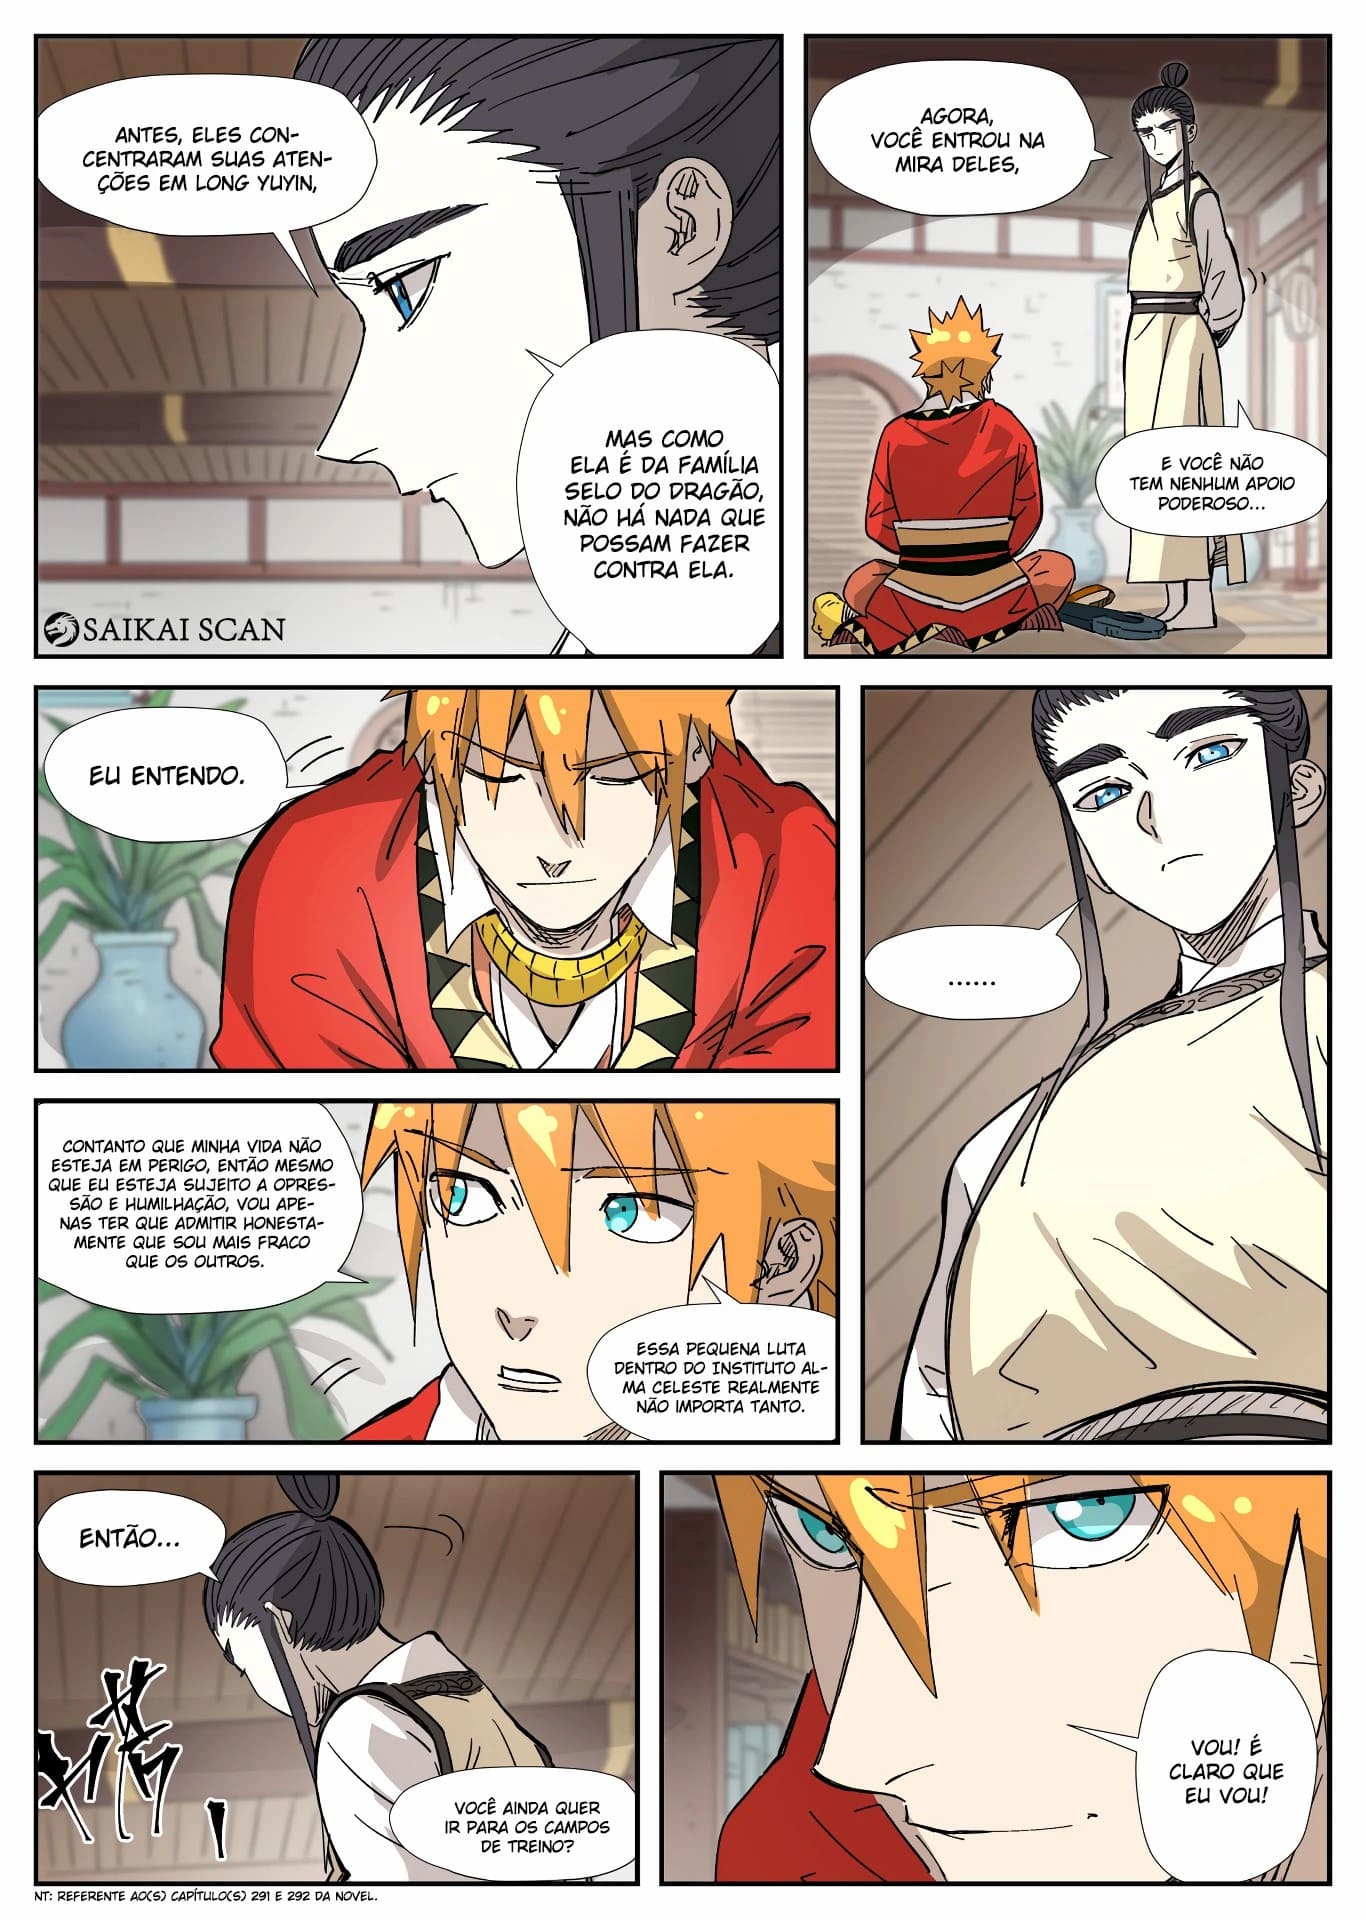 ANTES, ELES CON-
CENTRARAM SUAS ATEN-
ÇÕES EM LONG YUYIN,
MAS COMO
ELA É DA FAMÍLIA
SELO DO DRAGÃO,
NÃO HÁ NADA QUE
POSSAM FAZER
CONTRA ELA.
SAIKAI SCAN
AGORA,
VOCÊ ENTROU NA
MIRA DELES,
E VOCÊ NÃO
TEM NENHUM APOIO
PODEROSO...
EU ENTENDO.
......
CONTANTO QUE MINHA VIDA NÃO
ESTEJA EM PERIGO, ENTÃO MESMO
QUE EU ESTEJA SUJEITO A OPRES-
SÃO E HUMILHAÇÃO, VOU APE-
NAS TER QUE ADMITIR HONESTA-
MENTE QUE SOU MAIS FRACO
QUE OS OUTROS.
ESSA PEQUENA LUTA
DENTRO DO INSTITUTO AL-
MA CELESTE REALMENTE
NÃO IMPORTA TANTO.
ENTÃO...
VOCÊ AINDA QUER
IR PARA OS CAMPOS
DE TREINO?
VOU! É
CLARO QUE
EU VOU!
NT: REFERENTE AO(S) CAPÍTULO(S) 291 E 292 DA NOVEL.